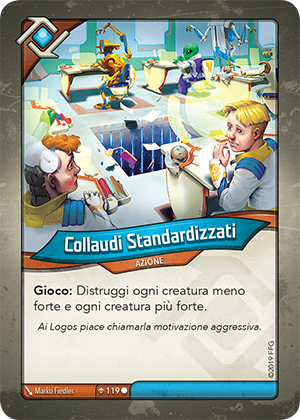 Collaudi Standardizzati
AZIONE
Gioco: Distruggi ogni creatura meno
forte e ogni creatura più forte.
Ai Logos piace chiamarla motivazione aggressiva.
Marko Fiedler
119
©2019 FFG